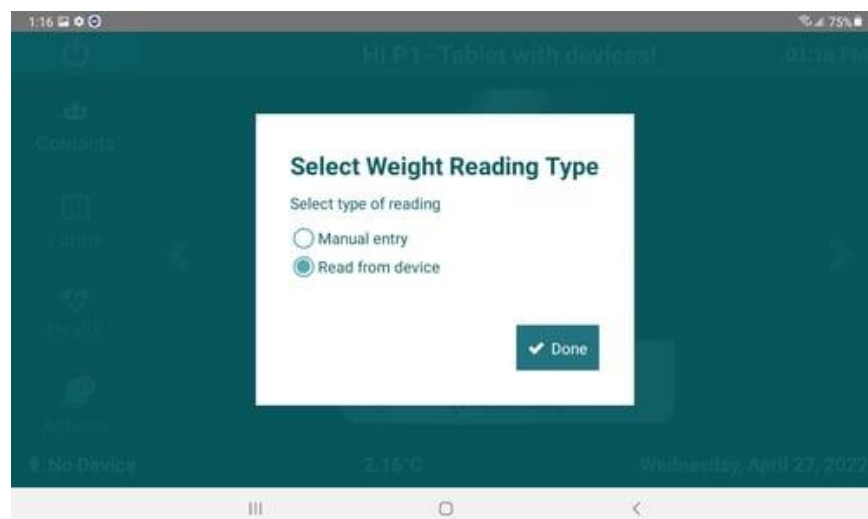 1:16 75%
Hi P1- Tablet with devices! 01:16 PM
Contacts
Select Weight Reading Type
Select type of reading
Manual entry
Read from device
Health
Done
No Device 2.15°C Wednesday, April 27, 2022